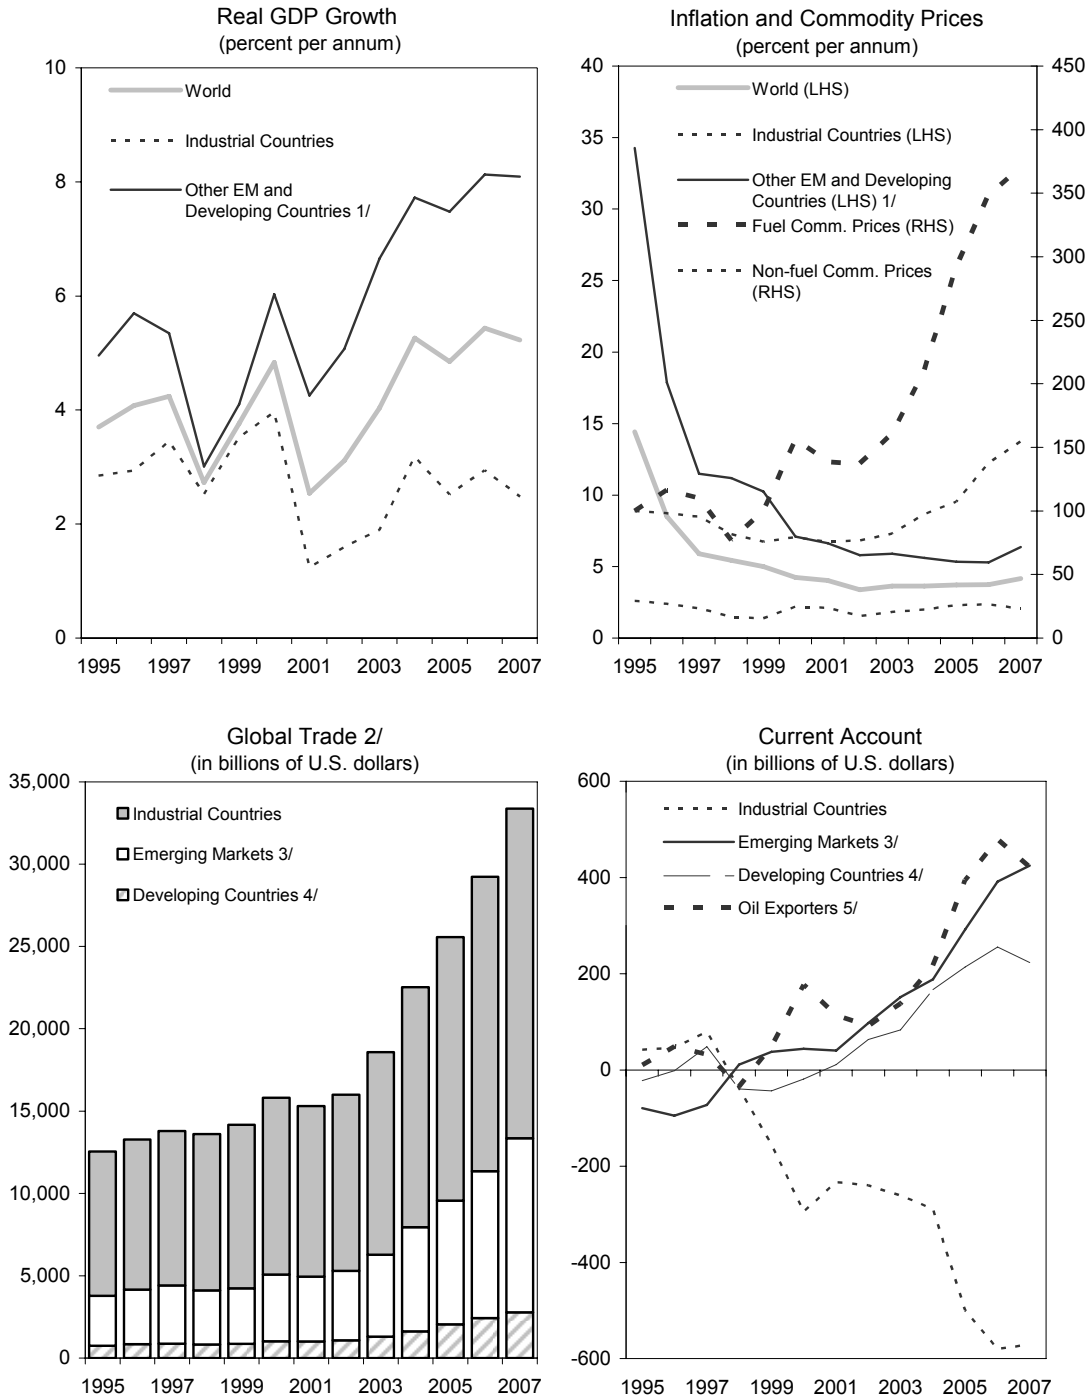 Real GDP Growth
(percent per annum)
10
8
6
4
2
0
World
Industrial Countries
Other EM and
Developing Countries 1/
1995 1997 1999 2001 2003 2005 2007
Inflation and Commodity Prices
(percent per annum)
40
35
30
25
20
15
10
5
0
World (LHS)
Industrial Countries (LHS)
Other EM and Developing
Countries (LHS) 1/
Fuel Comm. Prices (RHS)
Non-fuel Comm. Prices
(RHS)
450
400
350
300
250
200
150
100
50
0
1995 1997 1999 2001 2003 2005 2007
Global Trade 2/
(in billions of U.S. dollars)
35,000
30,000
25,000
20,000
15,000
10,000
5,000
0
Industrial Countries
Emerging Markets 3/
Developing Countries 4/
1995 1997 1999 2001 2003 2005 2007
Current Account
(in billions of U.S. dollars)
600
400
200
0
-200
-400
-600
Industrial Countries
Emerging Markets 3/
Developing Countries 4/
Oil Exporters 5/
1995 1997 1999 2001 2003 2005 2007